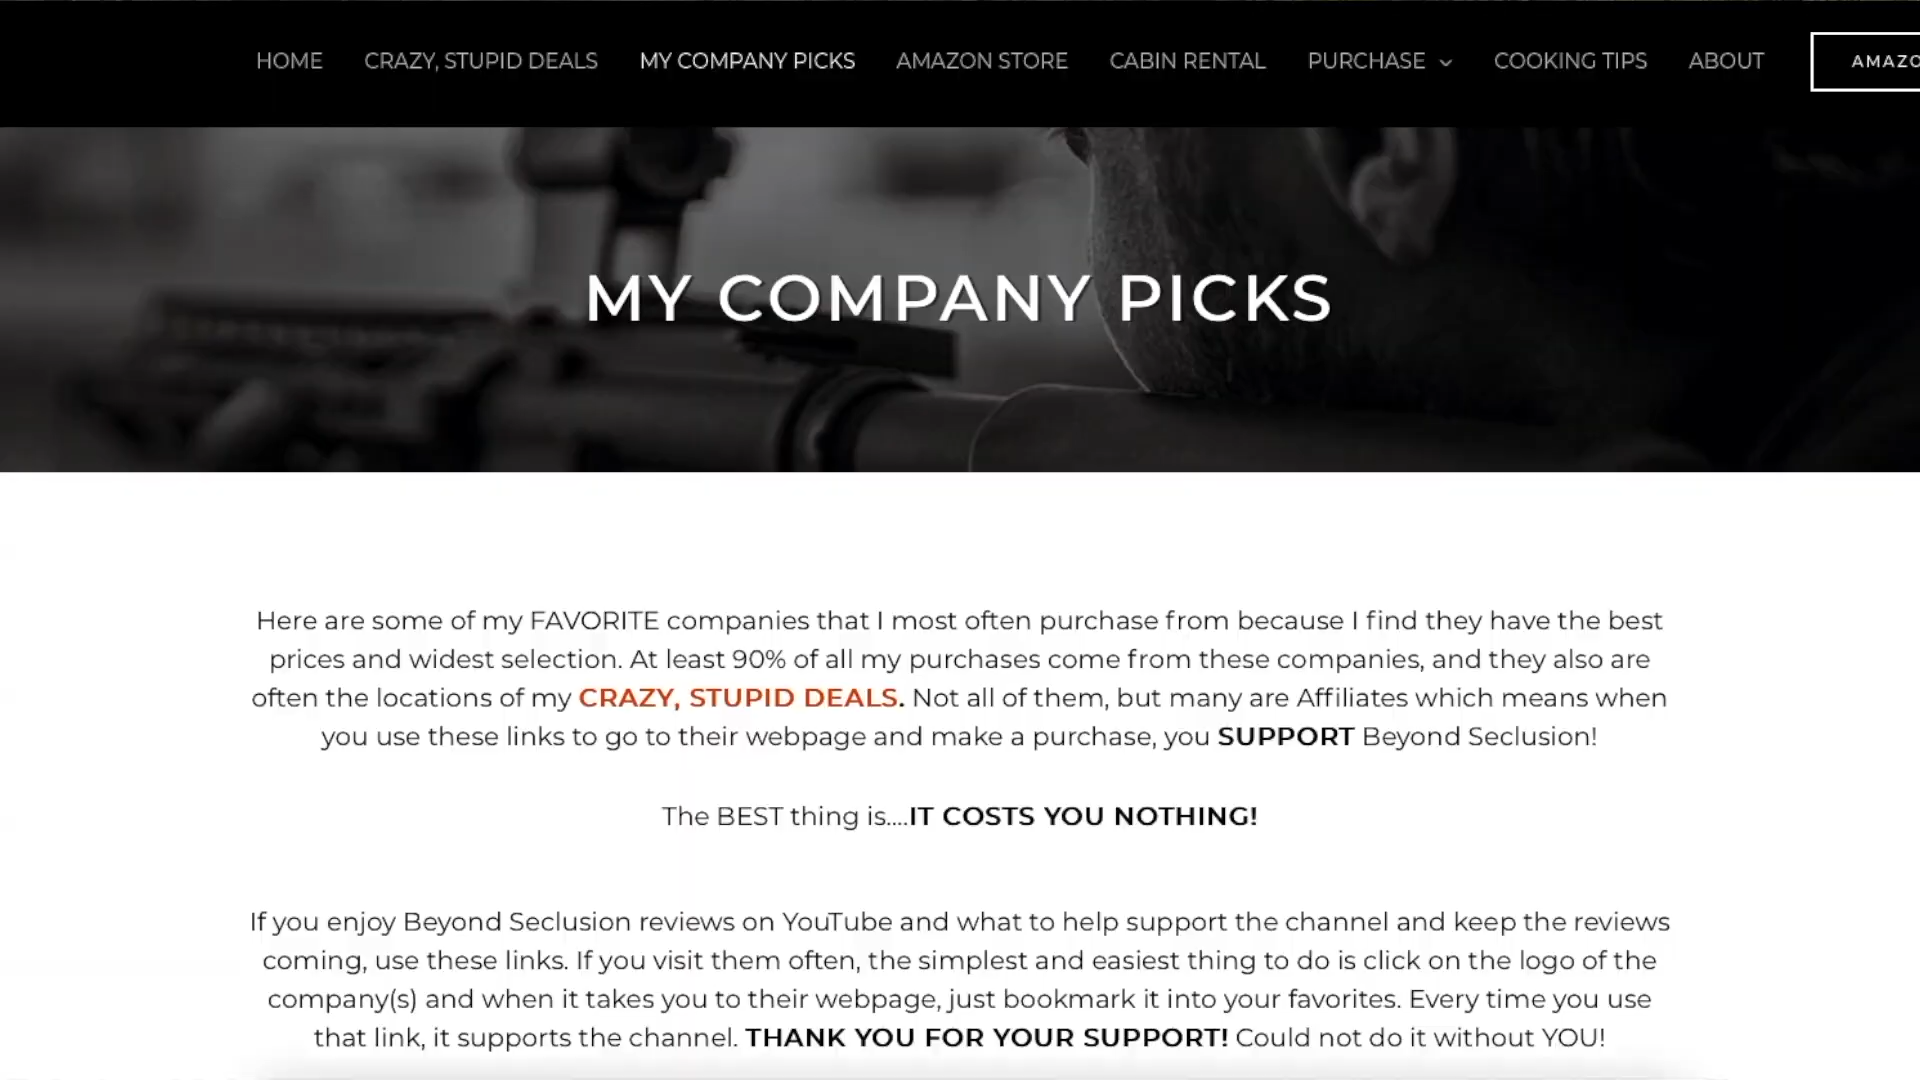 HOME CRAZY, STUPID DEALS MY COMPANY PICKS AMAZON STORE CABIN RENTAL PURCHASE COOKING TIPS ABOUT AMAZO
MY COMPANY PICKS
Here are some of my FAVORITE companies that I most often purchase from because I find they have the best
prices and widest selection. At least 90% of all my purchases come from these companies, and they also are
often the locations of my CRAZY, STUPID DEALS. Not all of them, but many are Affiliates which means when
you use these links to go to their webpage and make a purchase, you SUPPORT Beyond Seclusion!
The BEST thing is....IT COSTS YOU NOTHING!
If you enjoy Beyond Seclusion reviews on YouTube and what to help support the channel and keep the reviews
coming, use these links. If you visit them often, the simplest and easiest thing to do is click on the logo of the
company(s) and when it takes you to their webpage, just bookmark it into your favorites. Every time you use
that link, it supports the channel. THANK YOU FOR YOUR SUPPORT! Could not do it without YOU!